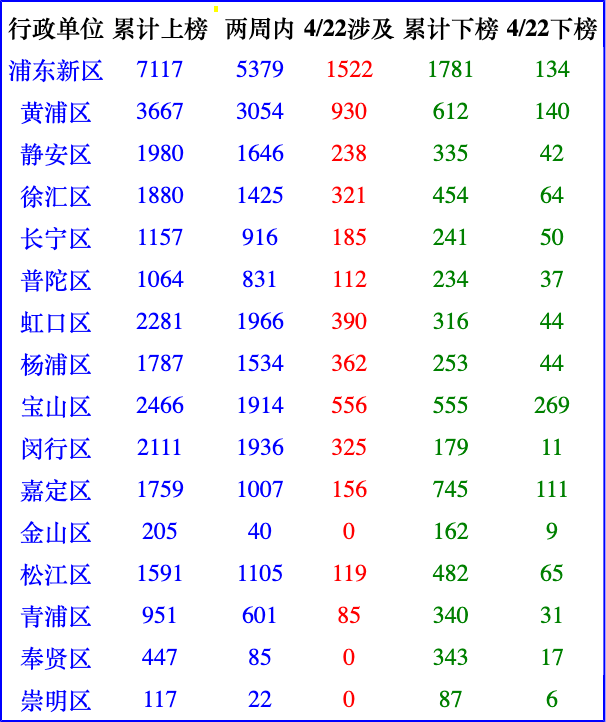 行政单位 累计上榜 两周内 4/22涉及 累计下榜 4/22下榜
浦东新区 7117 5379 1522 1781 134
黄浦区 3667 3054 930 612 140
静安区 1980 1646 238 335 42
徐汇区 1880 1425 321 454 64
长宁区 1157 916 185 241 50
普陀区 1064 831 112 234 37
虹口区 2281 1966 390 316 44
杨浦区 1787 1534 362 253 44
宝山区 2466 1914 556 555 269
闵行区 2111 1936 325 179 11
嘉定区 1759 1007 156 745 111
金山区 205 40 0 162 9
松江区 1591 1105 119 482 65
青浦区 951 601 85 340 31
奉贤区 447 85 0 343 17
崇明区 117 22 0 87 6